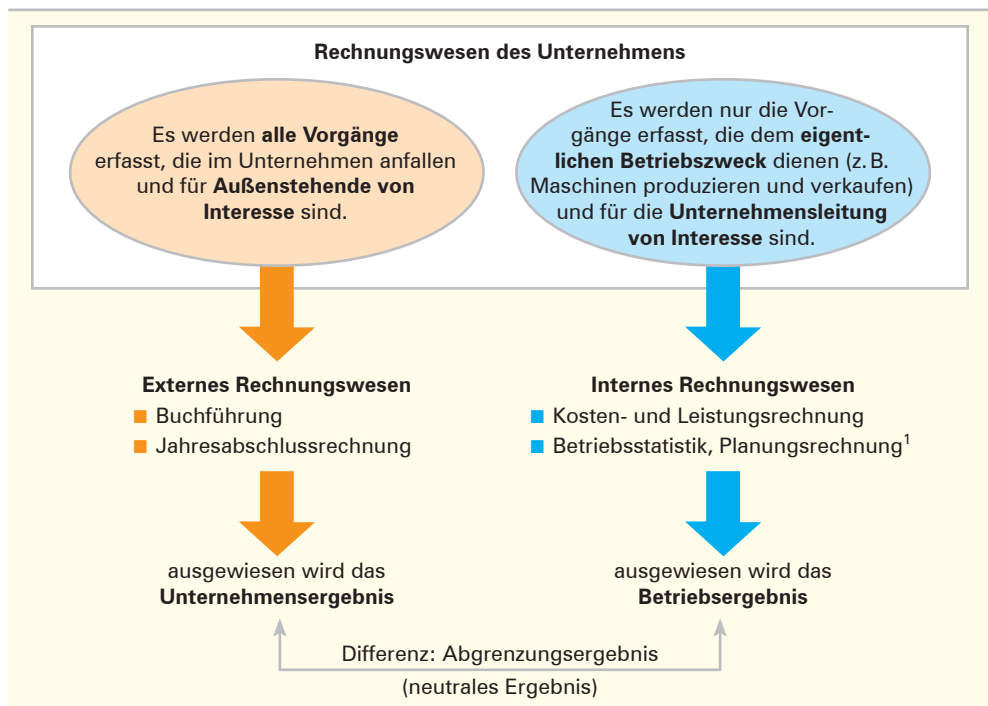 Rechnungswesen des Unternehmens
Es werden alle Vorgänge
erfasst, die im Unternehmen anfallen
und für Außenstehende von
Interesse sind.
Es werden nur die Vor-
gänge erfasst, die dem eigent-
lichen Betriebszweck dienen (z. B.
Maschinen produzieren und verkaufen)
und für die Unternehmensleitung
von Interesse sind.
Externes Rechnungswesen
■ Buchführung
■ Jahresabschlussrechnung
Internes Rechnungswesen
■ Kosten- und Leistungsrechnung
■ Betriebsstatistik, Planungsrechnung¹
ausgewiesen wird das
Unternehmensergebnis
ausgewiesen wird das
Betriebsergebnis
Differenz: Abgrenzungsergebnis
(neutrales Ergebnis)